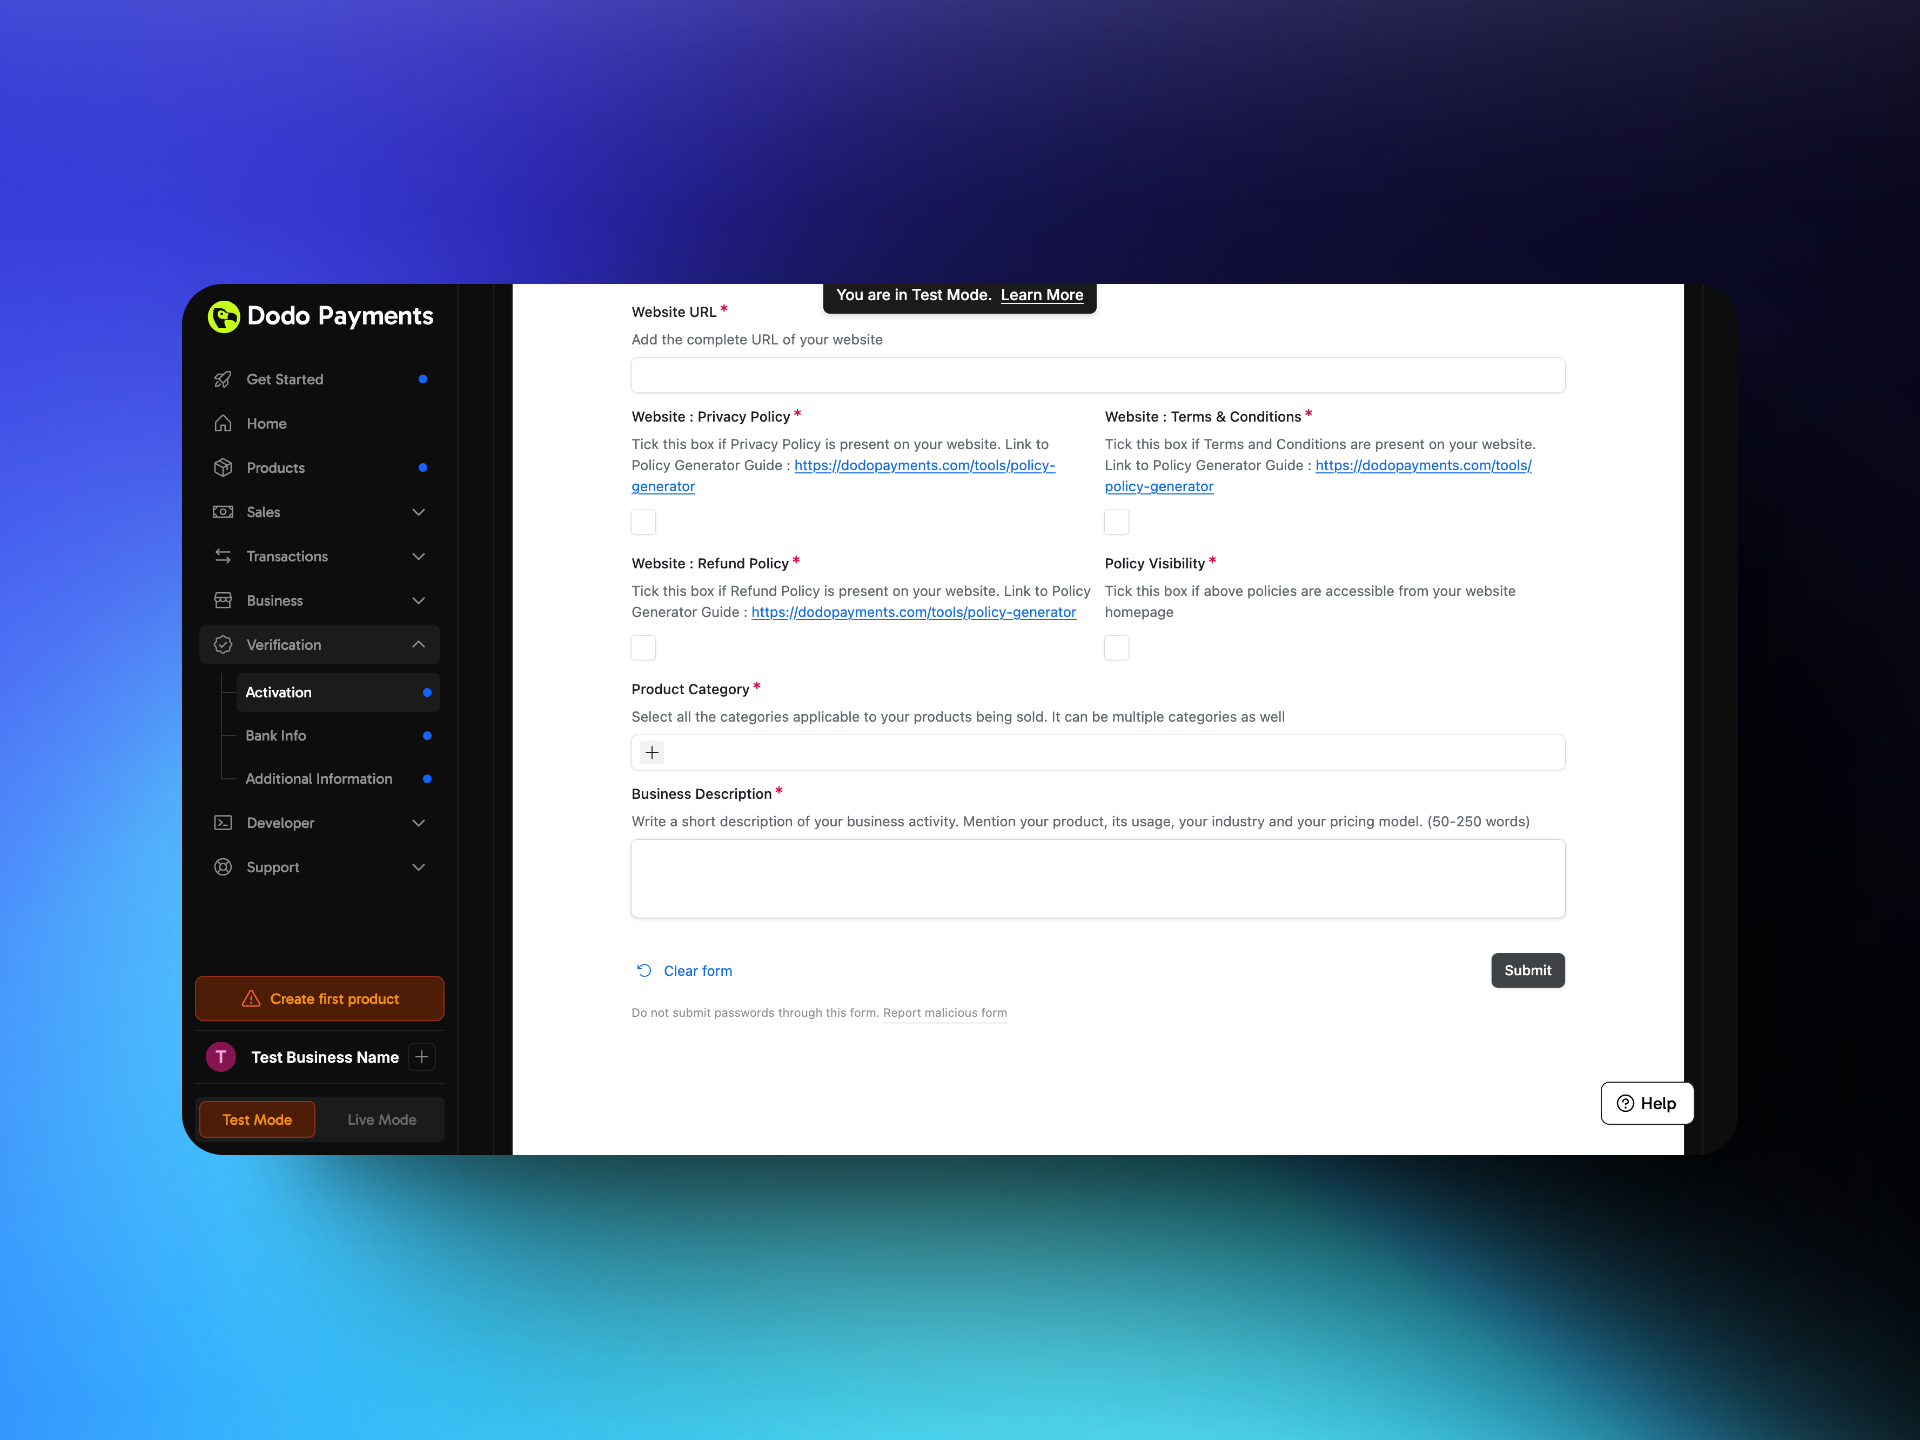 Dodo Payments
Get Started
Home
Products
Sales
Transactions
Business
Verification
Activation
Bank Info
Additional Information
Developer
Support
Create first product
T
Test Business Name
Test Mode
Live Mode
You are in Test Mode. Learn More
Website URL *
Add the complete URL of your website
Website : Privacy Policy *
Tick this box if Privacy Policy is present on your website. Link to
Policy Generator Guide : https://dodopayments.com/tools/policy-
generator
Website : Terms & Conditions *
Tick this box if Terms and Conditions are present on your website.
Link to Policy Generator Guide : https://dodopayments.com/tools/
policy-generator
Website : Refund Policy *
Tick this box if Refund Policy is present on your website. Link to Policy
Generator Guide : https://dodopayments.com/tools/policy-generator
Policy Visibility *
Tick this box if above policies are accessible from your website
homepage
Product Category *
Select all the categories applicable to your products being sold. It can be multiple categories as well
Business Description *
Write a short description of your business activity. Mention your product, its usage, your industry and your pricing model. (50-250 words)
Clear form
Submit
Do not submit passwords through this form. Report malicious form
Help